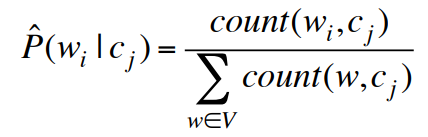 P̂(wᵢ | cⱼ) = count(wᵢ,cⱼ) / ∑_{w∈V} count(w,cⱼ)